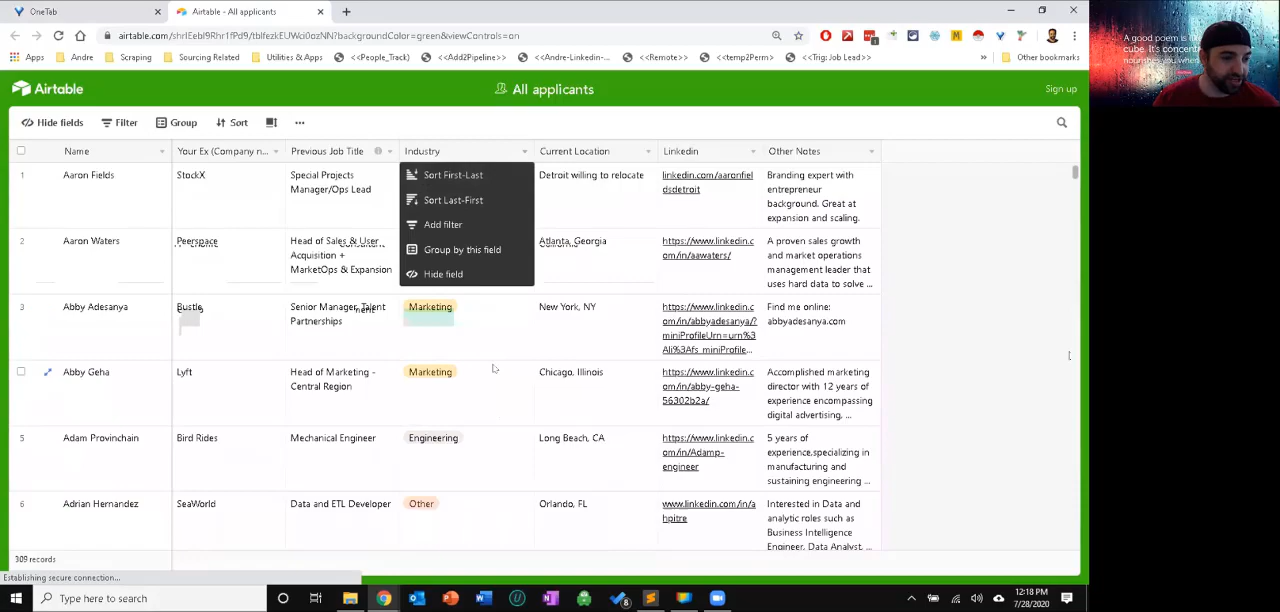 OneTab
Airtable - All applicants
airtable.com/shrIEebI9Rhr1fPd9/tblfezkEUWci0ozNN?backgroundColor=green&viewControls=on
Apps
Andre
Scraping
Sourcing Related
Utilities & Apps
<<People_Track)
<<Add2Pipeline>>
<<Andre-Linkedin-...
<<Remote>>
<<temp2Perm>>
<<Trig: Job Lead>>
»
Other bookmarks
A good poem is
cube. It's concent
nourishes you when
Airtable
All applicants
Sign up
Hide fields
Filter
Group
Sort
Name
Your Ex (Company n...
Previous Job Title
Industry
Current Location
Linkedin
Other Notes
1
Aaron Fields
StockX
Special Projects
Manager/Ops Lead
Sort First-Last
Sort Last-First
Add filter
Group by this field
Hide field
Detroit willing to relocate
linkedin.com/aaronfiel
dsdetroit
Branding expert with
entrepreneur
background. Great at
expansion and scaling.
2
Aaron Waters
Peerspace
Head of Sales & User
Acquisition +
MarketOps & Expansion
Atlanta, Georgia
https://www.linkedin.c
om/in/aawaters/
A proven sales growth
and market operations
management leader that
uses hard data to solve ...
3
Abby Adesanya
Bustle
Senior Manager, Talent
Partnerships
Marketing
New York, NY
https://www.linkedin.c
om/in/abbyadesanya/?
miniProfileUrn=urn%3
Ali%3Afs_miniProfile...
Find me online:
abbyadesanya.com
Abby Geha
Lyft
Head of Marketing -
Central Region
Marketing
Chicago, Illinois
https://www.linkedin.c
om/in/abby-geha-
56302b2a/
Accomplished marketing
director with 12 years of
experience encompassing
digital advertising, ...
5
Adam Provinchain
Bird Rides
Mechanical Engineer
Engineering
Long Beach, CA
https://www.linkedin.c
om/in/Adamp-
engineer
5 years of
experience,specializing in
manufacturing and
sustaining engineering ...
6
Adrian Hernandez
SeaWorld
Data and ETL Developer
Other
Orlando, FL
www.linkedin.com/in/a
hpitre
Interested in Data and
analytic roles such as
Business Intelligence
Engineer, Data Analyst, ...
309 records
Establishing secure connection...
Type here to search
12:18 PM
7/28/2020